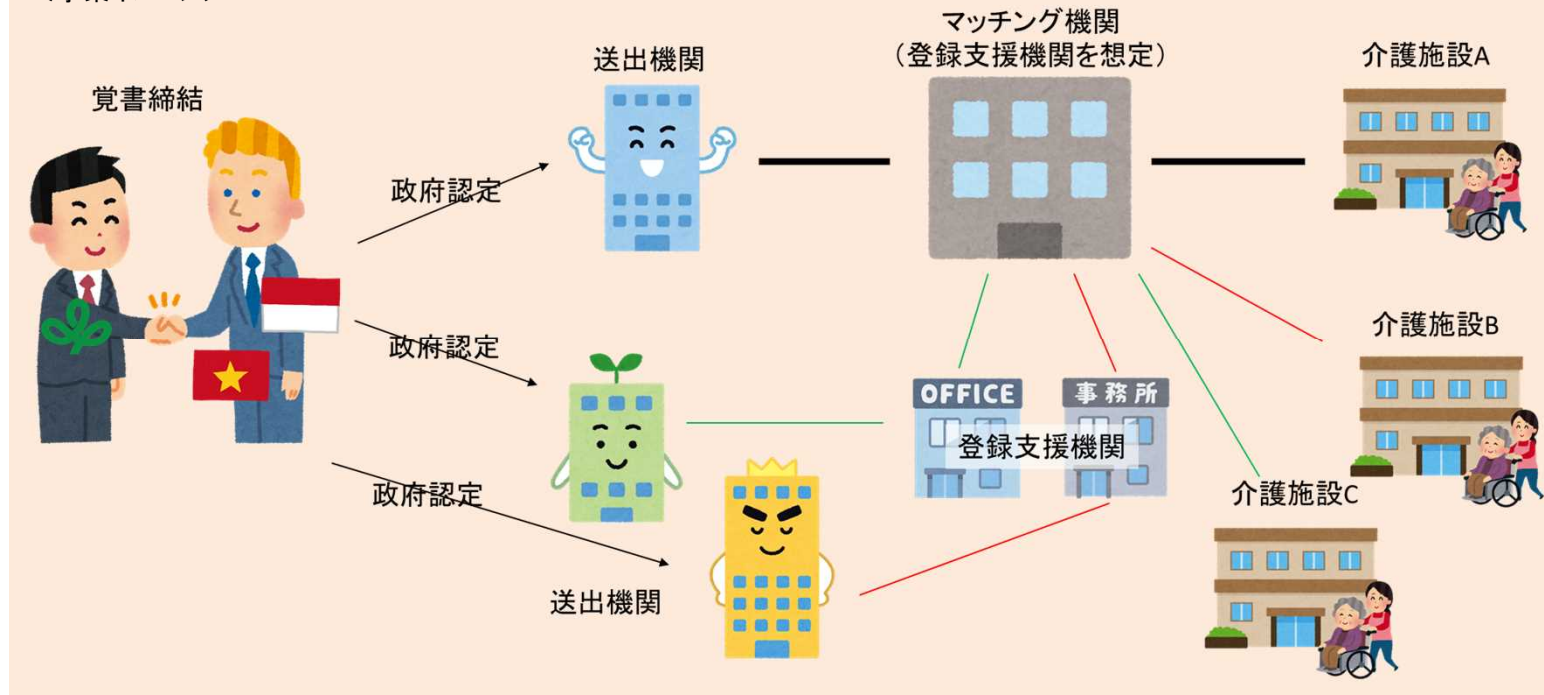 覚書締結
政府認定
政府認定
政府認定
送出機関
送出機関
マッチング機関
（登録支援機関を想定）
OFFICE
事務所
登録支援機関
介護施設A
介護施設B
介護施設C